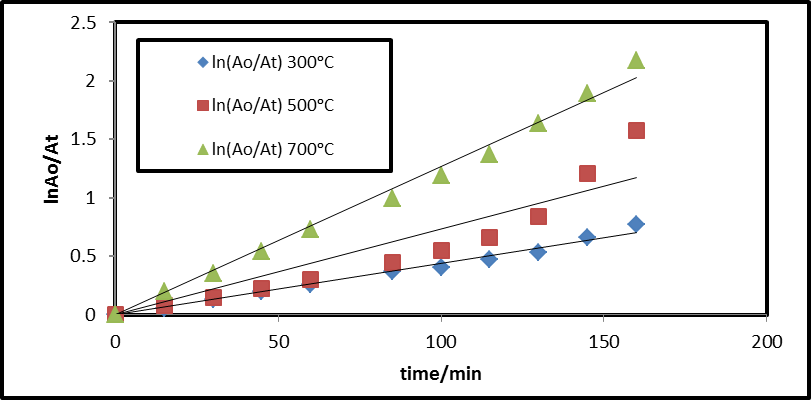 2.5
2
1.5
1
0.5
0
lnAo/At
ln(Ao/At) 300°C
ln(Ao/At) 500°C
ln(Ao/At) 700°C
0 50 100 150 200
time/min